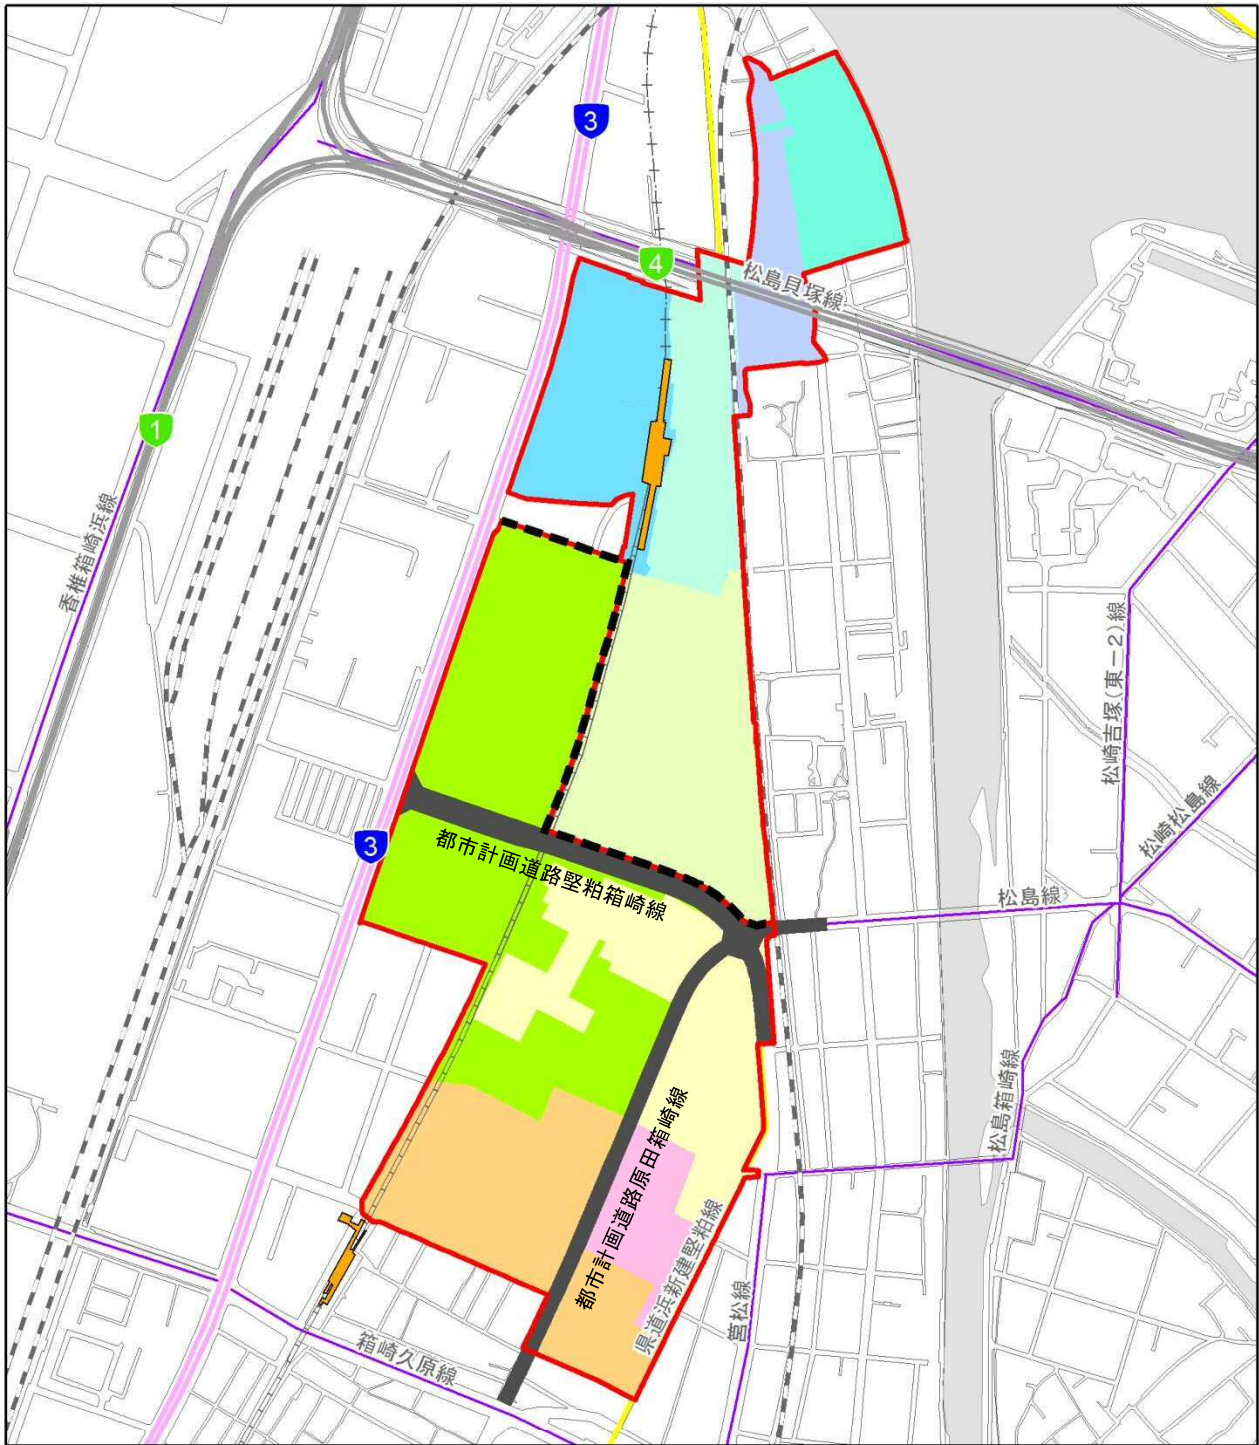 3
4
松島貝塚線
1
香椎箱崎浜線
松崎吉塚(東－2)線
松崎松島線
3
都市計画道路堅粕箱崎線
松島線
松島箱崎線
都市計画道路原田箱崎線
県道浜新建堅粕線
筥松線
箱崎久原線